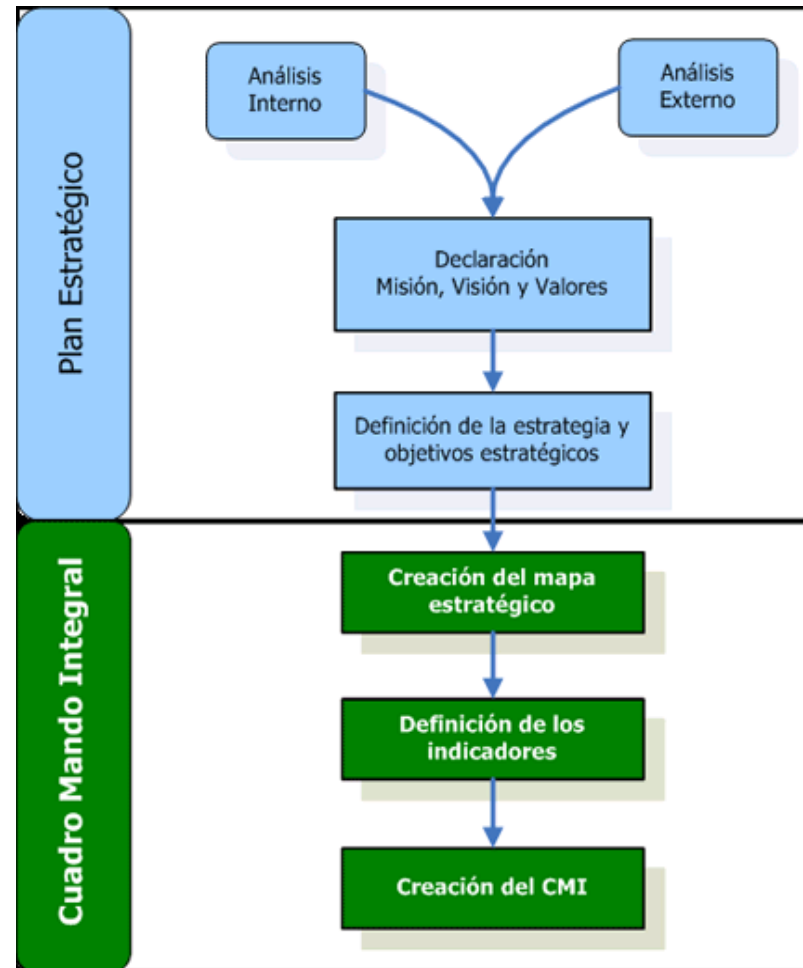 Plan Estratégico
Análisis
Interno
Análisis
Externo
Declaración
Misión, Visión y Valores
Definición de la estrategia y
objetivos estratégicos
Cuadro Mando Integral
Creación del mapa
estratégico
Definición de los
indicadores
Creación del CMI